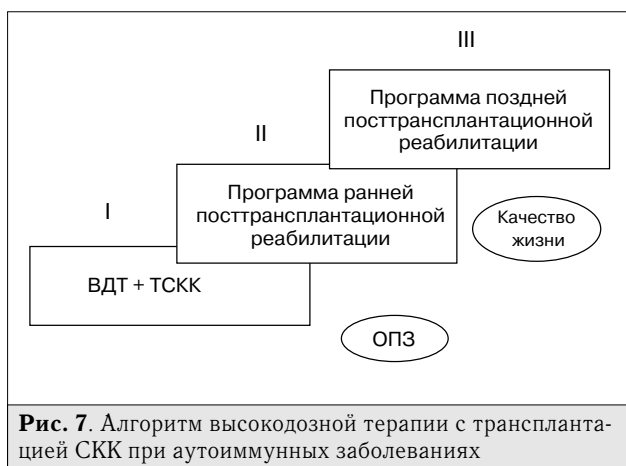 III
Программа поздней
посттрансплантационной
реабилитации
II
Программа ранней
посттрансплантационной
реабилитации
I
Качество
жизни
ВДТ + ТСКК
ОПЗ
Рис. 7. Алгоритм высокодозной терапии с транспланта-
цией СКК при аутоиммунных заболеваниях